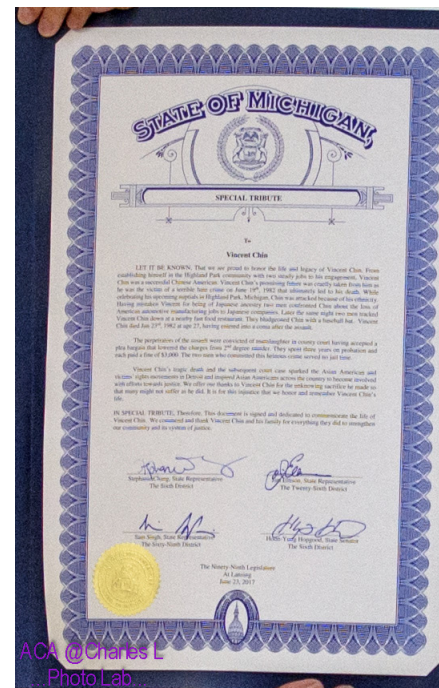 STATE OF MICHIGAN,
SPECIAL TRIBUTE
To
Vincent Chin
LET IT BE KNOWN, That we are proud to honor the life and legacy of Vincent Chin. From
establishing himself in the Highland Park community with two steady jobs to his engagement, Vincent
Chin was a successful Chinese American. Vincent Chin's promising future was cruelly taken from him as
he was the victim of a terrible hate crime on June 19th, 1982 that ultimately led to his death. While
celebrating his upcoming nuptials in Highland Park, Michigan, Chin was attacked because of his ethnicity.
Having mistaken Vincent for being of Japanese ancestry two men confronted Chin about the loss of
American automotive manufacturing jobs to Japanese companies. Later the same night two men tracked
Vincent Chin down at a nearby fast food restaurant. They bludgeoned Chin with a baseball bat. Vincent
Chin died Jun 23rd, 1982 at age 27, having entered into a coma after the assault.
The perpetrators of the assault were convicted of manslaughter in county court having accepted a
plea bargain that lowered the charges from 2nd degree murder. They spent three years on probation and
each paid a fine of $3,000. The two men who committed this heinous crime served no jail time.
Vincent Chin's tragic death and the subsequent court case sparked the Asian American and
victims' rights movements in Detroit and inspired Asian Americans across the country to become involved
with efforts towards justice. We offer our thanks to Vincent Chin for the unknowing sacrifice he made so
that many might not suffer as he did. It is for this injustice that we honor and remember Vincent Chin's
life.
IN SPECIAL TRIBUTE, Therefore, This document is signed and dedicated to commemorate the life of
Vincent Chin. We commend and thank Vincent Chin and his family for everything they did to strengthen
our community and its system of justice.
Stephanie Chang, State Representative
The Sixth District
Jim Ellison, State Representative
The Twenty-Sixth District
Sam Singh, State Representative
The Sixty-Ninth District
Hoon-Yung Hopgood, State Senator
The Sixth District
The Ninety-Ninth Legislature
At Lansing
June 23, 2017
ACA @Charles L
Photo Lab